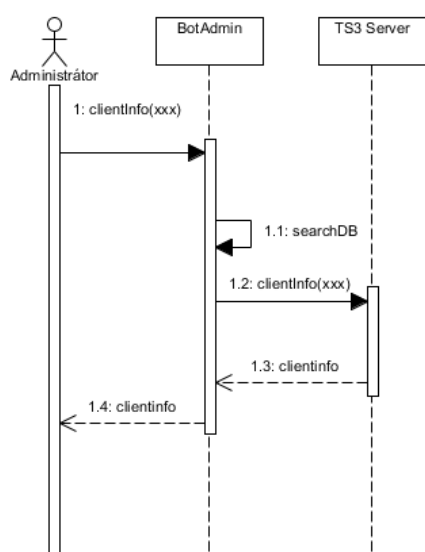 BotAdmin
TS3 Server
Administrátor
1: clientInfo(xxx)
1.1: searchDB
1.2: clientInfo(xxx)
1.3: clientinfo
1.4: clientinfo